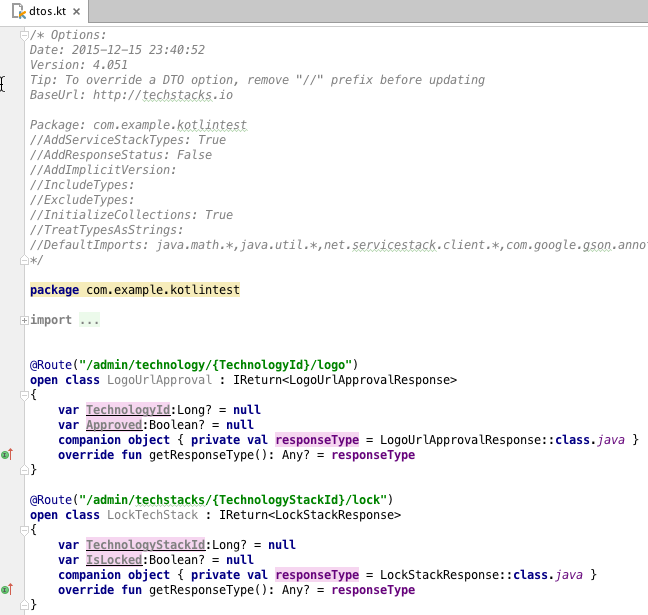 dtos.kt
/* Options:
Date: 2015-12-15 23:40:52
Version: 4.051
Tip: To override a DTO option, remove "//" prefix before updating
BaseUrl: http://techstacks.io
Package: com.example.kotlintest
//AddServiceStackTypes: True
//AddResponseStatus: False
//AddImplicitVersion:
//IncludeTypes:
//ExcludeTypes:
//InitializeCollections: True
//TreatTypesAsStrings:
//DefaultImports: java.math.*,java.util.*,net.servicestack.client.*,com.google.gson.anno
*/
package com.example.kotlintest
import ...
@Route("/admin/technology/{TechnologyId}/logo")
open class LogoUrlApproval : IReturn<LogoUrlApprovalResponse>
{
var TechnologyId:Long? = null
var Approved:Boolean? = null
companion object { private val responseType = LogoUrlApprovalResponse::class.java }
override fun getResponseType(): Any? = responseType
}
@Route("/admin/techstacks/{TechnologyStackId}/lock")
open class LockTechStack : IReturn<LockStackResponse>
{
var TechnologyStackId:Long? = null
var IsLocked:Boolean? = null
companion object { private val responseType = LockStackResponse::class.java }
override fun getResponseType(): Any? = responseType
}